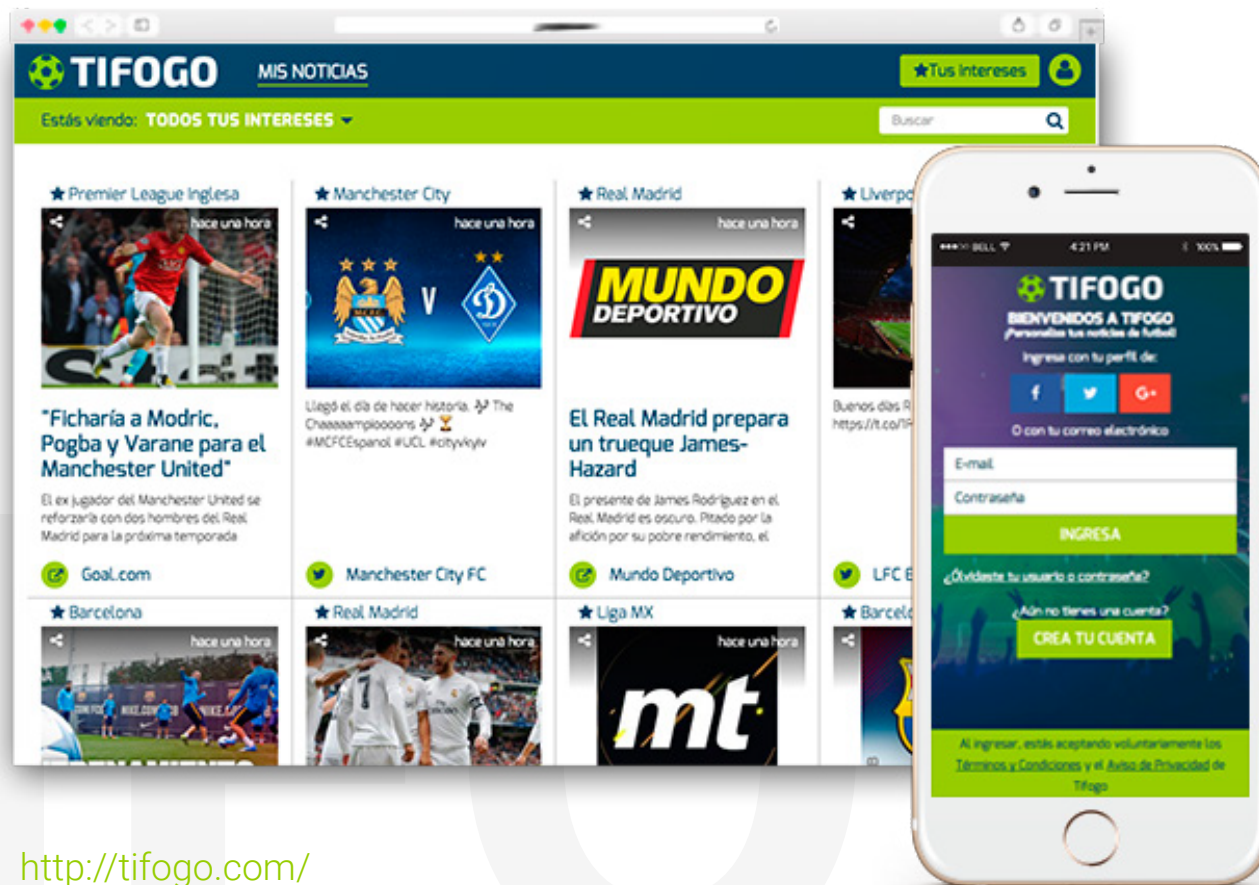 TIFOGO
MIS NOTICIAS
Tus Intereses
Estás viendo: TODOS TUS INTERESES
Buscar
Premier League Inglesa
hace una hora
"Ficharía a Modric,
Pogba y Varane para el
Manchester United"
El ex jugador del Manchester United se
reforzaría con dos hombres del Real
Madrid para la próxima temporada
Goal.com
Manchester City
hace una hora
M.C.F.C.
V
Llegó el día de hacer historia. The
Chaaaampioooons
#MCFCEspanol #UCL #cityvkyiv
Manchester City FC
Real Madrid
hace una hora
MUNDO
DEPORTIVO
El Real Madrid prepara
un trueque James-
Hazard
El presente de James Rodríguez en el
Real Madrid es oscuro. Pitado por la
afición por su pobre rendimiento, el
Mundo Deportivo
Liverpo
Buenos días R
https://t.co/1P
LFC E
Barcelona
hace una hora
ENTRENAMIENTO
Real Madrid
hace una hora
7
Liga MX
hace una hora
mt
Barcelo
BELL
4:21 PM
100%
TIFOGO
BIENVENIDOS A TIFOGO
¡Personaliza tus noticias de futbol!
Ingresa con tu perfil de:
f
G+
O con tu correo electrónico
E-mail
Contraseña
INGRESA
¿Olvidaste tu usuario o contraseña?
¿Aún no tienes una cuenta?
CREA TU CUENTA
Al ingresar, estás aceptando voluntariamente los
Términos y Condiciones y el Aviso de Privacidad de
Tifogo
http://tifogo.com/